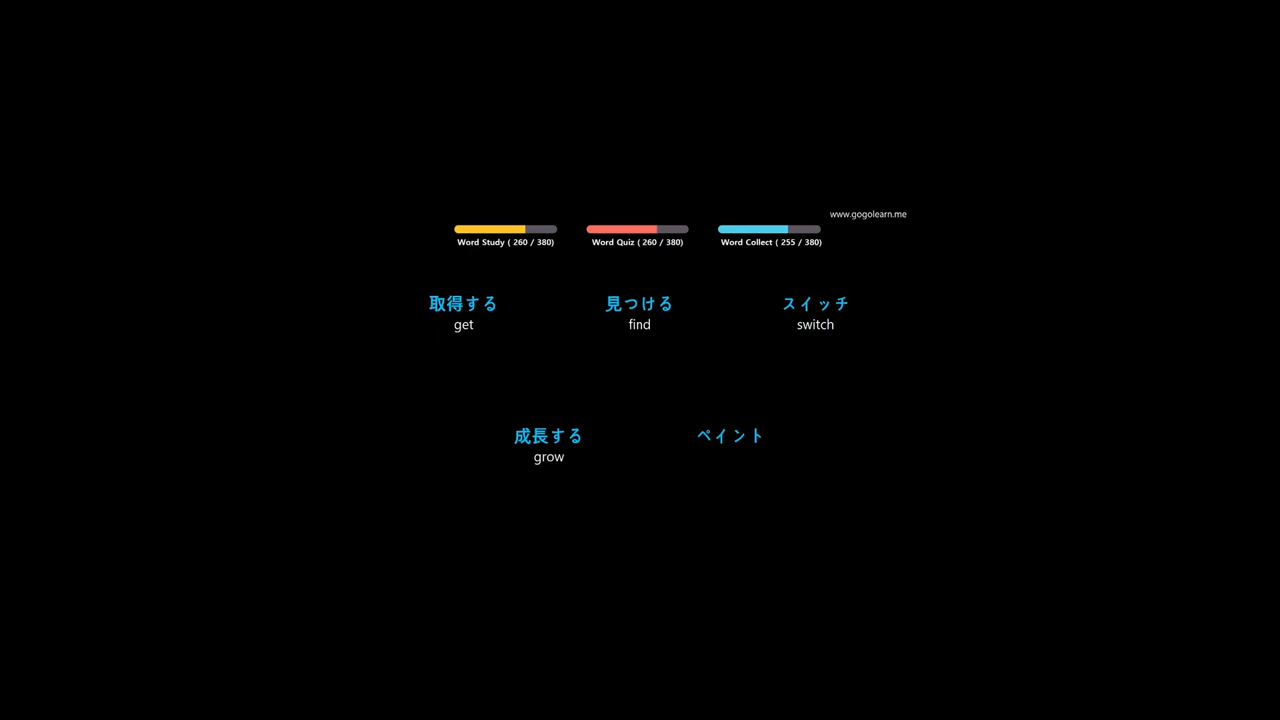 www.gogolearn.me
Word Study ( 260 / 380)
Word Quiz ( 260 / 380)
Word Collect ( 255 / 380)
取得する
get
見つける
find
スイッチ
switch
成長する
grow
ペイント